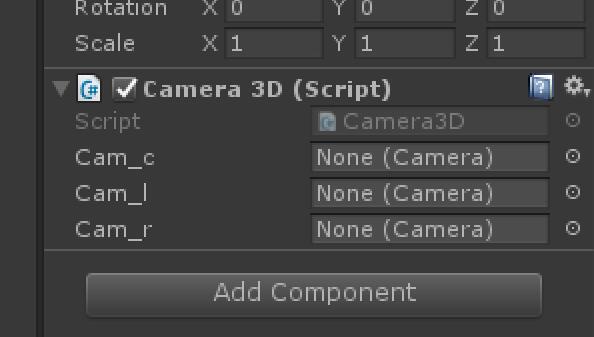 Rotation X 0 Y 0 Z 0
Scale X 1 Y 1 Z 1
C# Camera 3D (Script) ?
Script Camera3D
Cam_c None (Camera)
Cam_l None (Camera)
Cam_r None (Camera)
Add Component